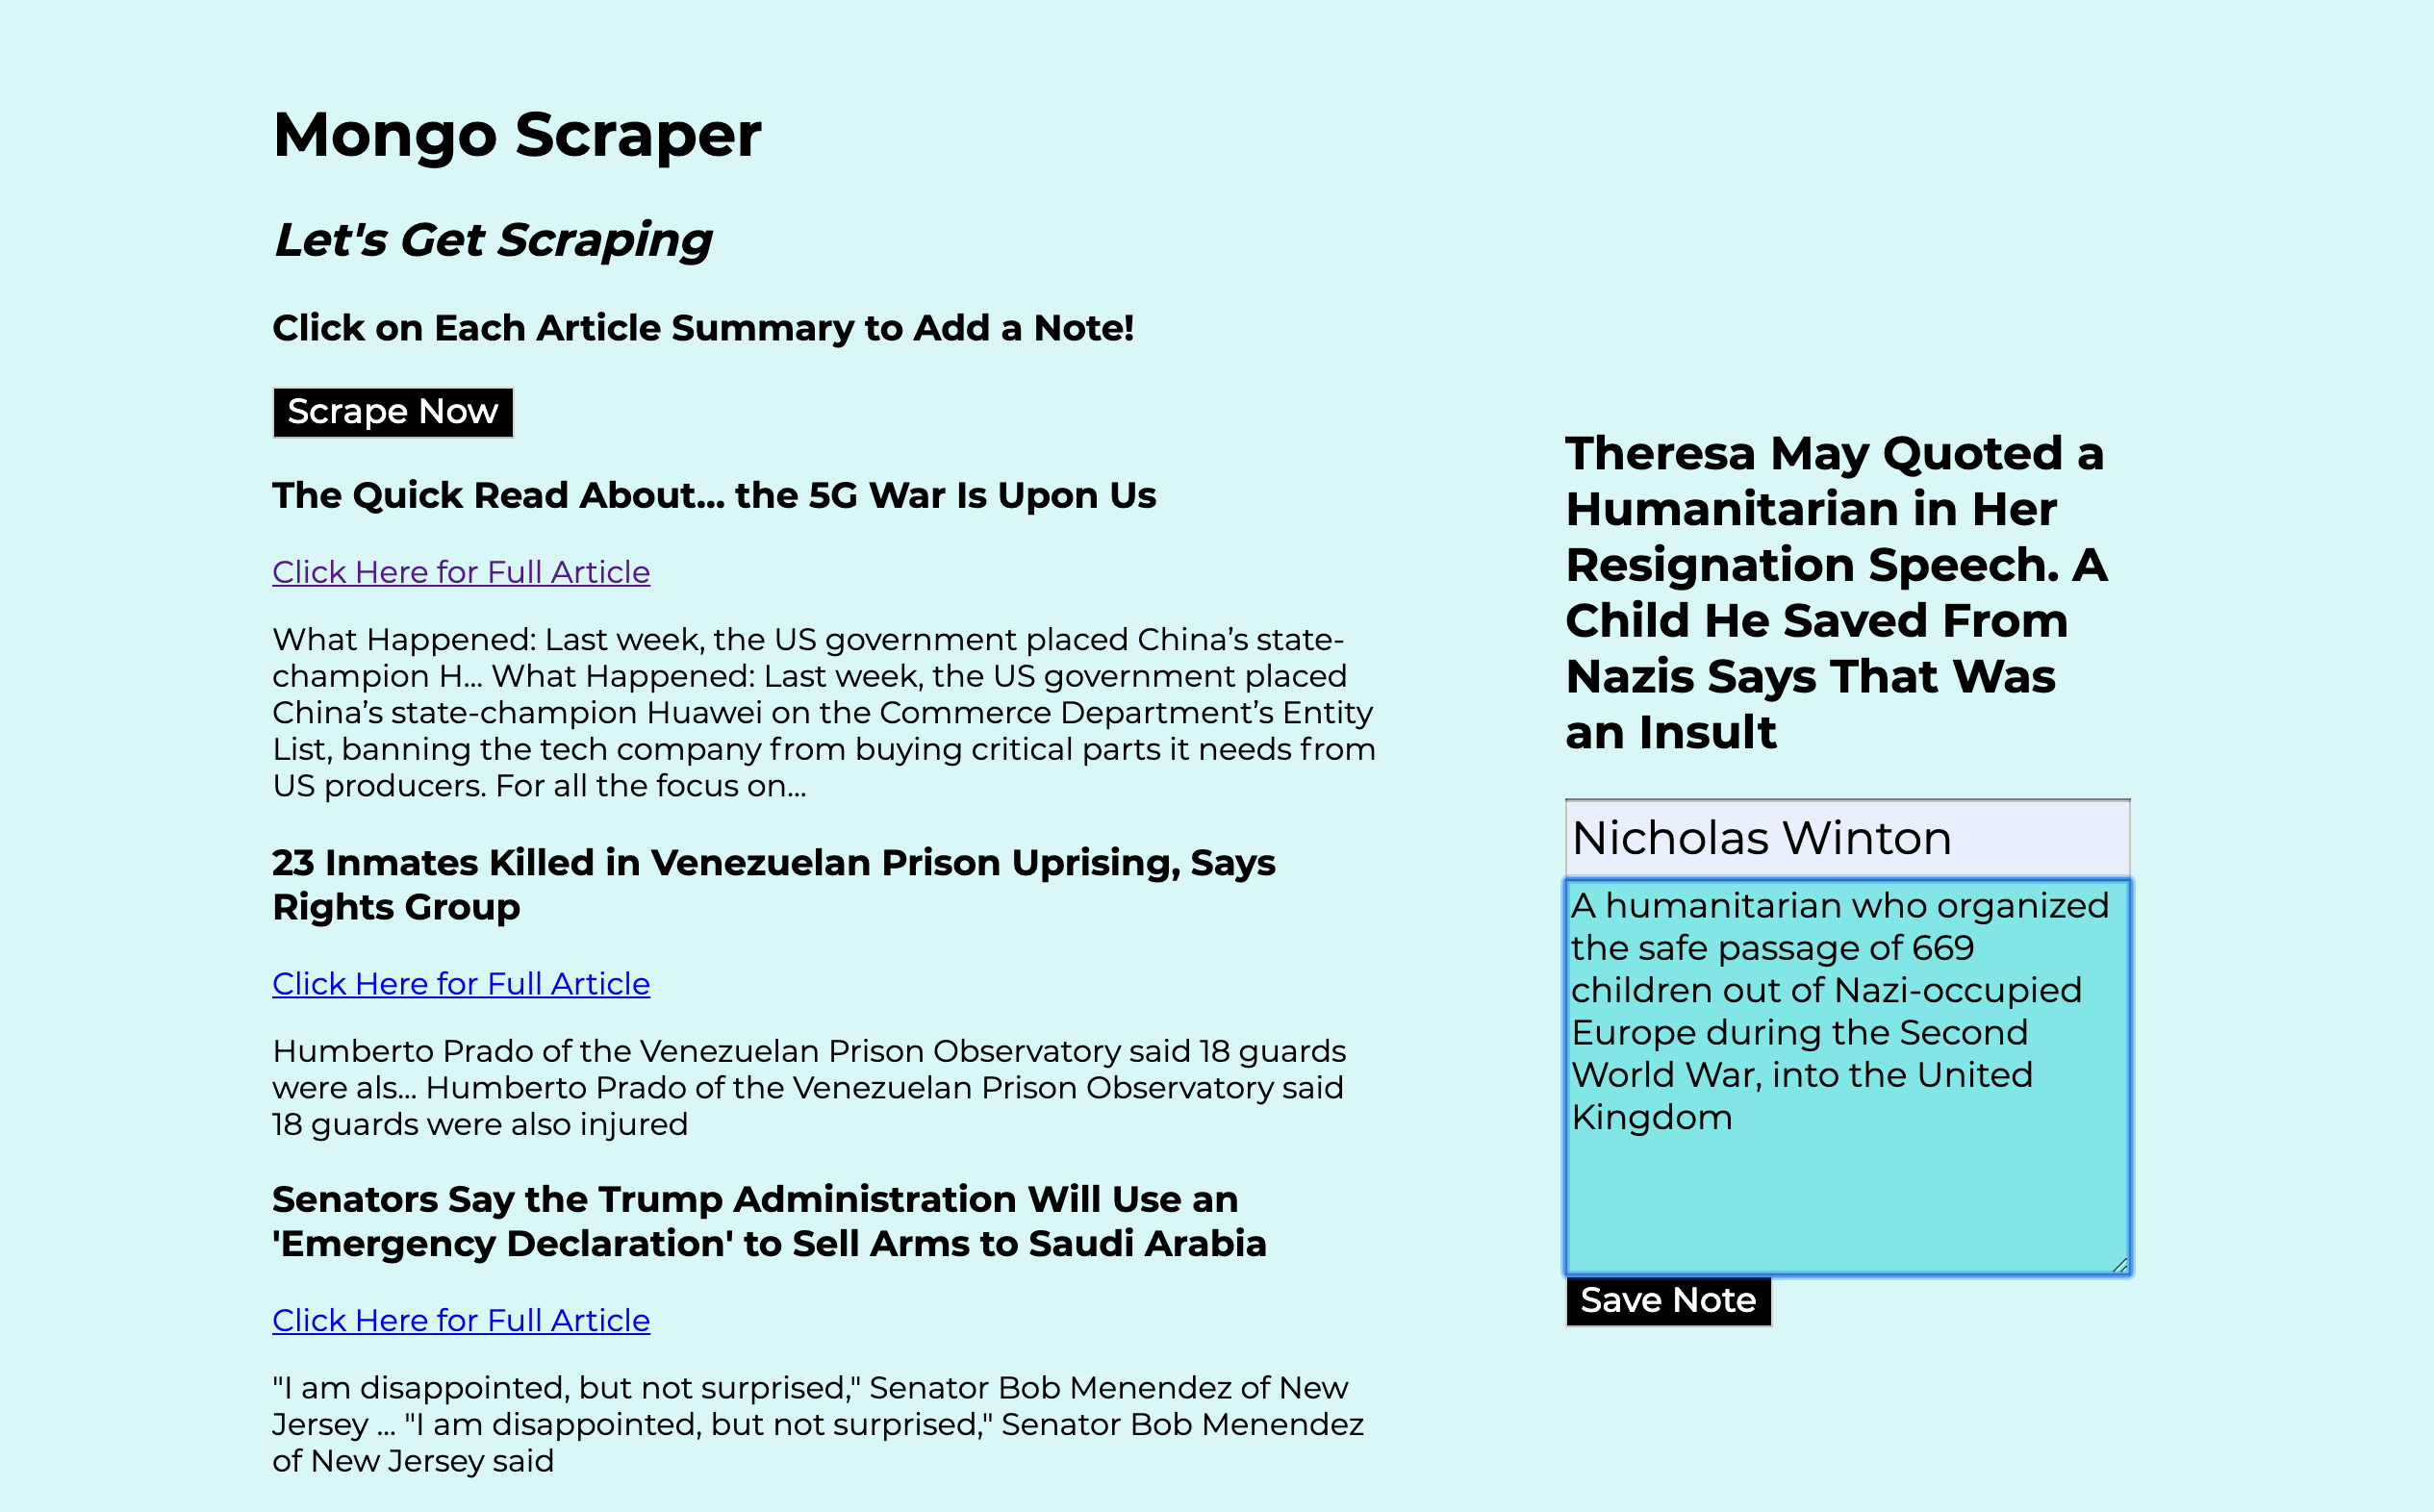 Mongo Scraper
Let's Get Scraping
Click on Each Article Summary to Add a Note!
Scrape Now
The Quick Read About... the 5G War Is Upon Us
Click Here for Full Article
What Happened: Last week, the US government placed China’s state-
champion H... What Happened: Last week, the US government placed
China’s state-champion Huawei on the Commerce Department’s Entity
List, banning the tech company from buying critical parts it needs from
US producers. For all the focus on...
23 Inmates Killed in Venezuelan Prison Uprising, Says
Rights Group
Click Here for Full Article
Humberto Prado of the Venezuelan Prison Observatory said 18 guards
were als... Humberto Prado of the Venezuelan Prison Observatory said
18 guards were also injured
Senators Say the Trump Administration Will Use an
'Emergency Declaration' to Sell Arms to Saudi Arabia
Click Here for Full Article
"I am disappointed, but not surprised," Senator Bob Menendez of New
Jersey ... "I am disappointed, but not surprised," Senator Bob Menendez
of New Jersey said
Theresa May Quoted a
Humanitarian in Her
Resignation Speech. A
Child He Saved From
Nazis Says That Was
an Insult
Nicholas Winton
A humanitarian who organized
the safe passage of 669
children out of Nazi-occupied
Europe during the Second
World War, into the United
Kingdom
Save Note